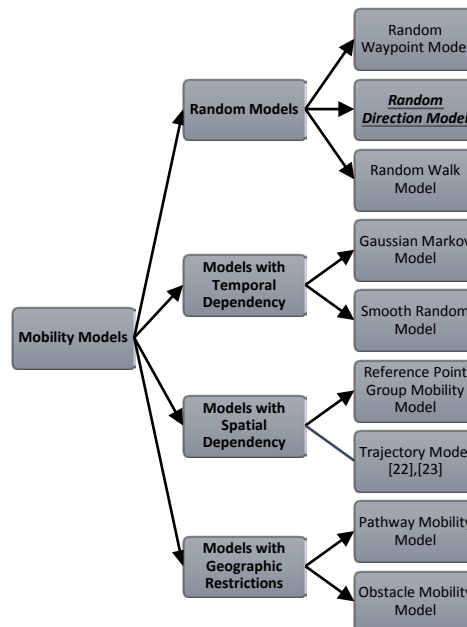 Mobility Models
Random Models
Random
Waypoint Model
Random
Direction Model
Random Walk
Model
Models with
Temporal
Dependency
Gaussian Markov
Model
Smooth Random
Model
Models with
Spatial
Dependency
Reference Point
Group Mobility
Model
Trajectory Model
[22],[23]
Models with
Geographic
Restrictions
Pathway Mobility
Model
Obstacle Mobility
Model